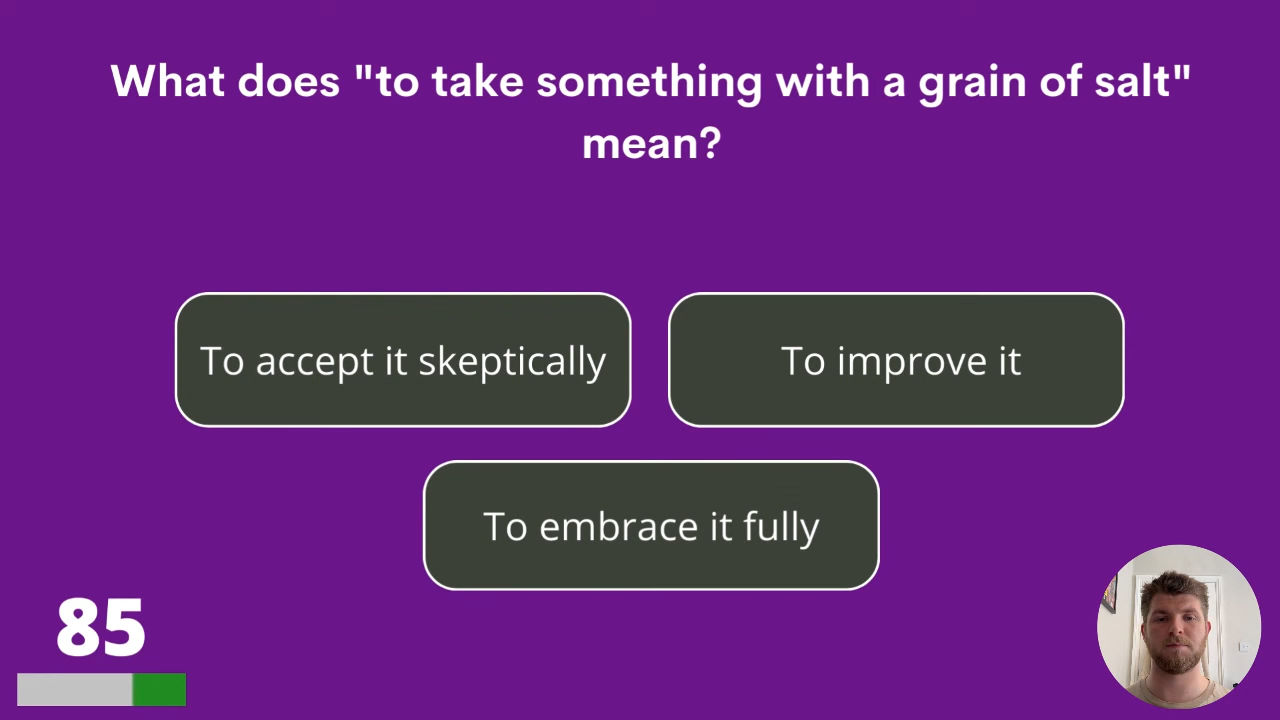 What does "to take something with a grain of salt"
mean?
To accept it skeptically
To improve it
To embrace it fully
85